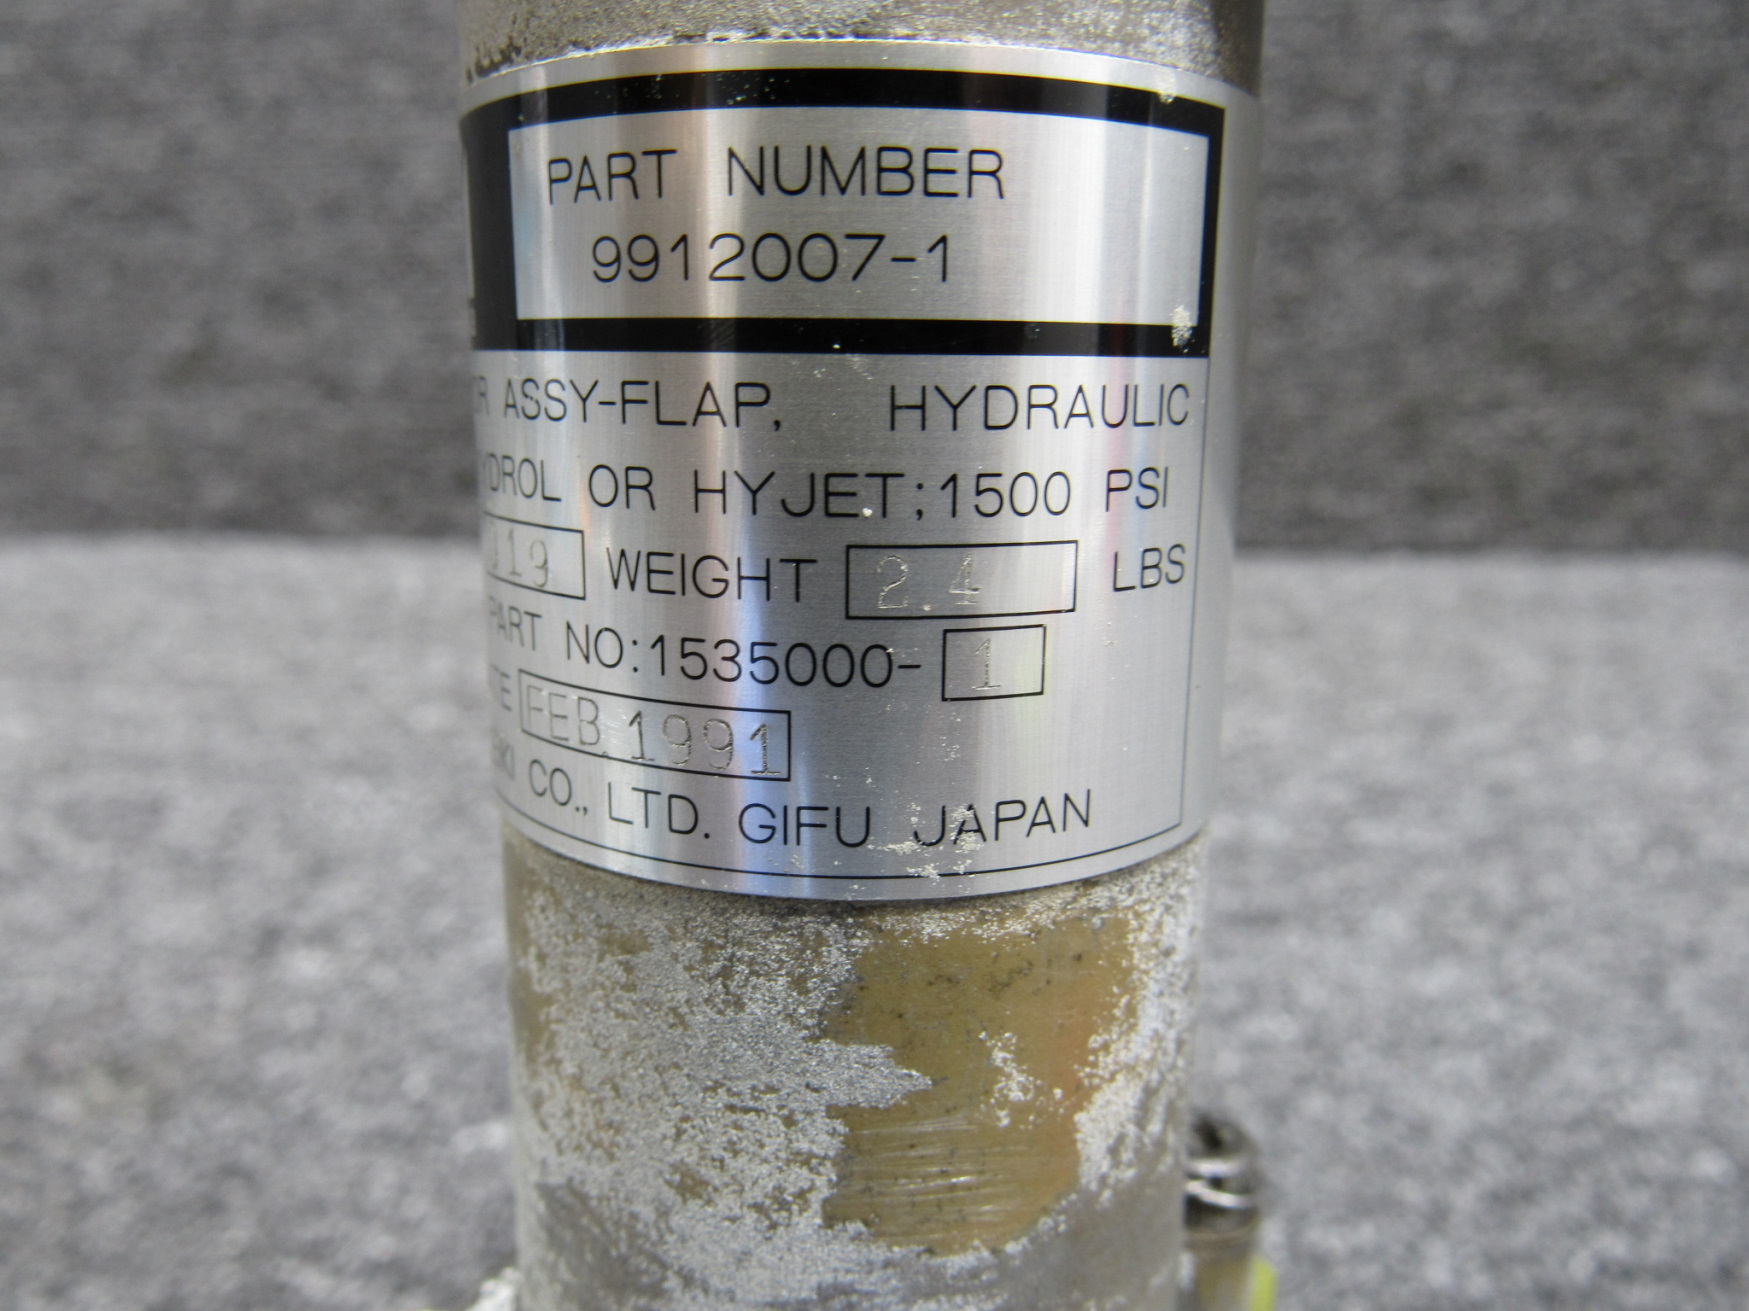 PART NUMBER
9912007-1
ASSY-FLAP, HYDRAULIC
OR HYJET;1500 PSI
WEIGHT 2.4 LBS
PART NO:1535000-1
FEB. 1991
CO., LTD. GIFU JAPAN